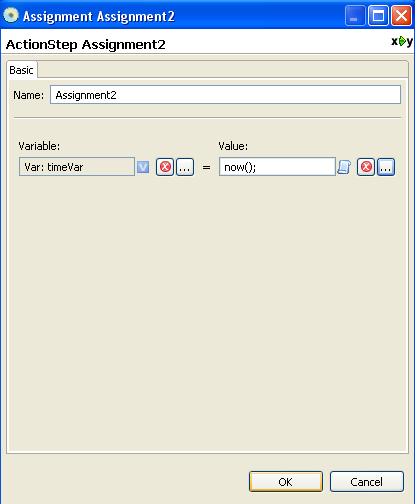 Assignment Assignment2
ActionStep Assignment2 x y
Basic
Name: Assignment2
Variable: Value:
Var: timeVar V x ... = now(); x ...
OK Cancel